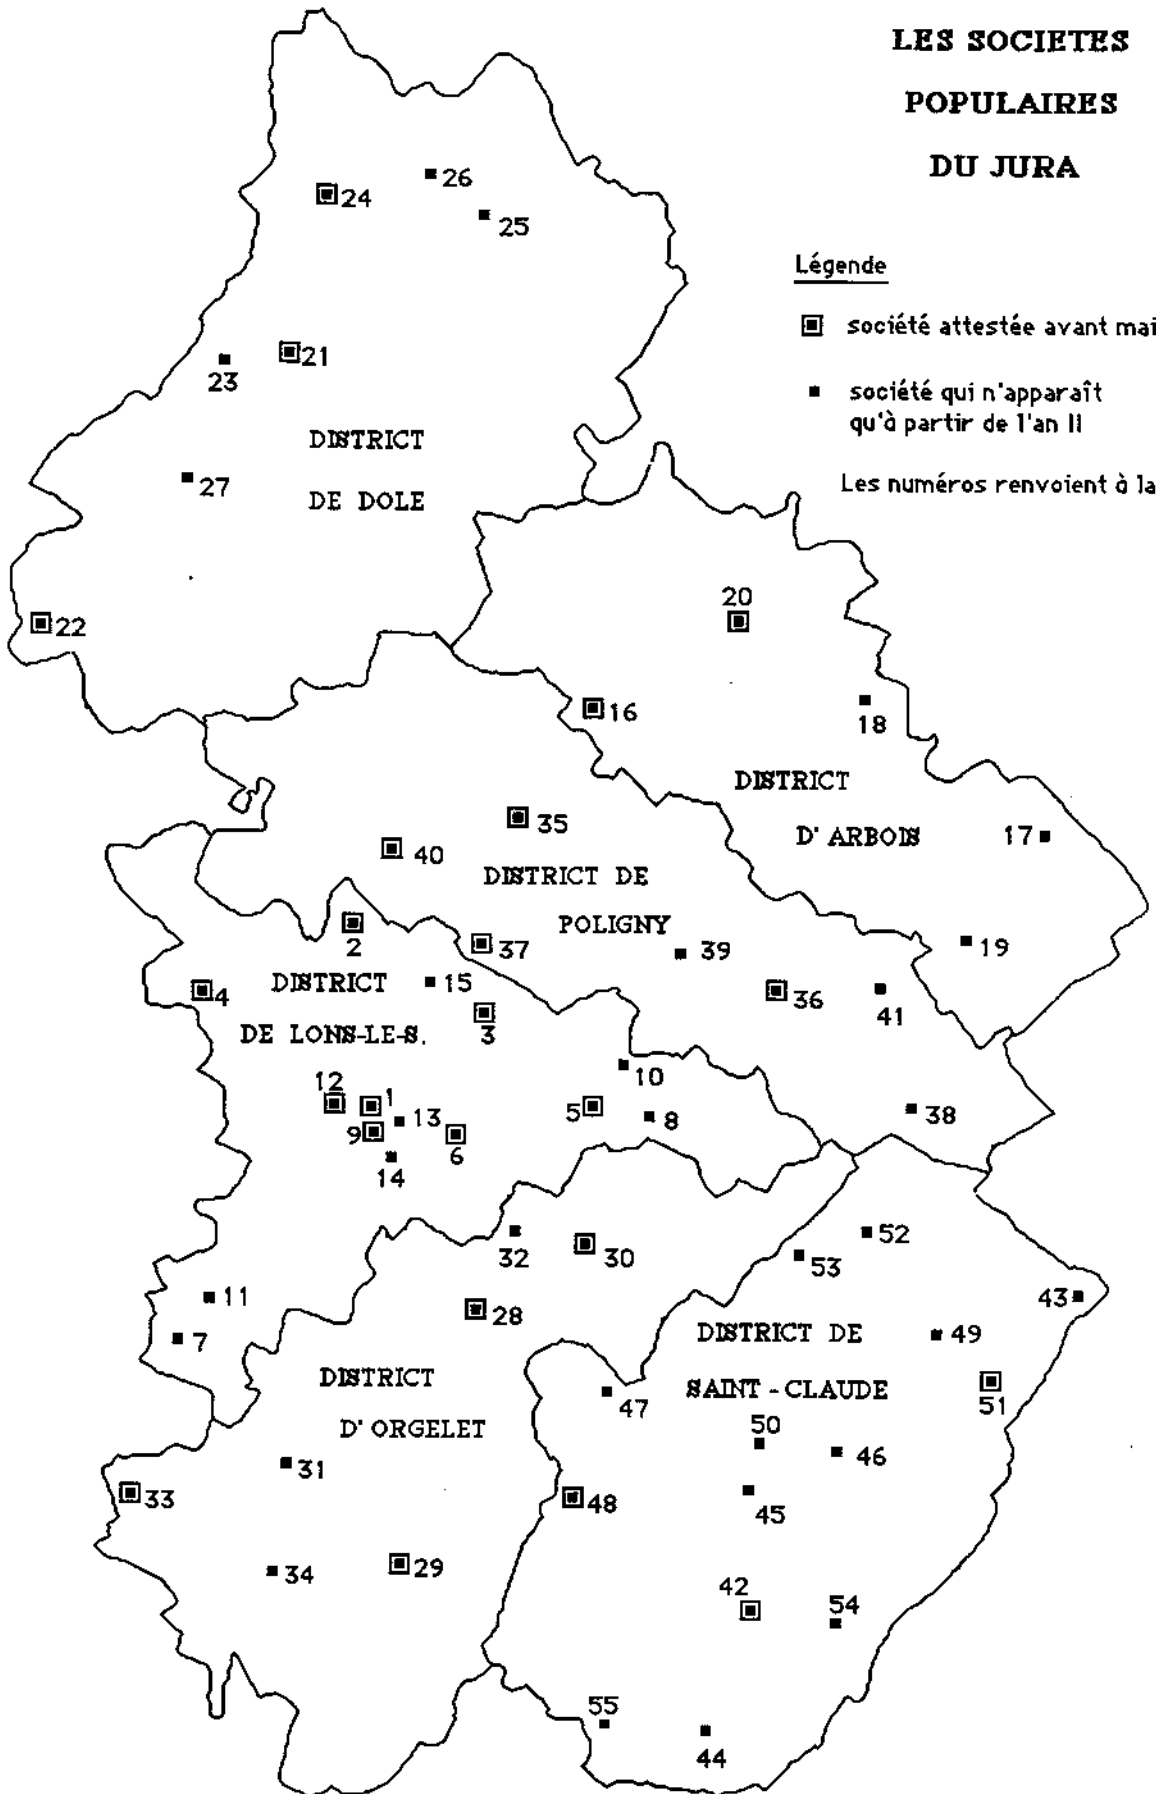 LES SOCIETES
POPULAIRES
DU JURA
Légende
société attestée avant mai
société qui n'apparaît
qu'à partir de l'an II
Les numéros renvoient à la
26
24
25
21
23
DISTRICT
DE DOLE
27
22
20
16
18
DISTRICT
D'ARBOIS
17
19
35
40
DISTRICT DE
POLIGNY
37
39
36
41
38
2
4
DISTRICT
DE LONS-LE-S.
15
3
10
12
1
13
9
14
6
5
8
11
7
32
30
28
DISTRICT
D'ORGELET
31
33
34
29
52
53
43
DISTRICT DE
SAINT-CLAUDE
49
51
47
50
46
45
48
42
54
55
44